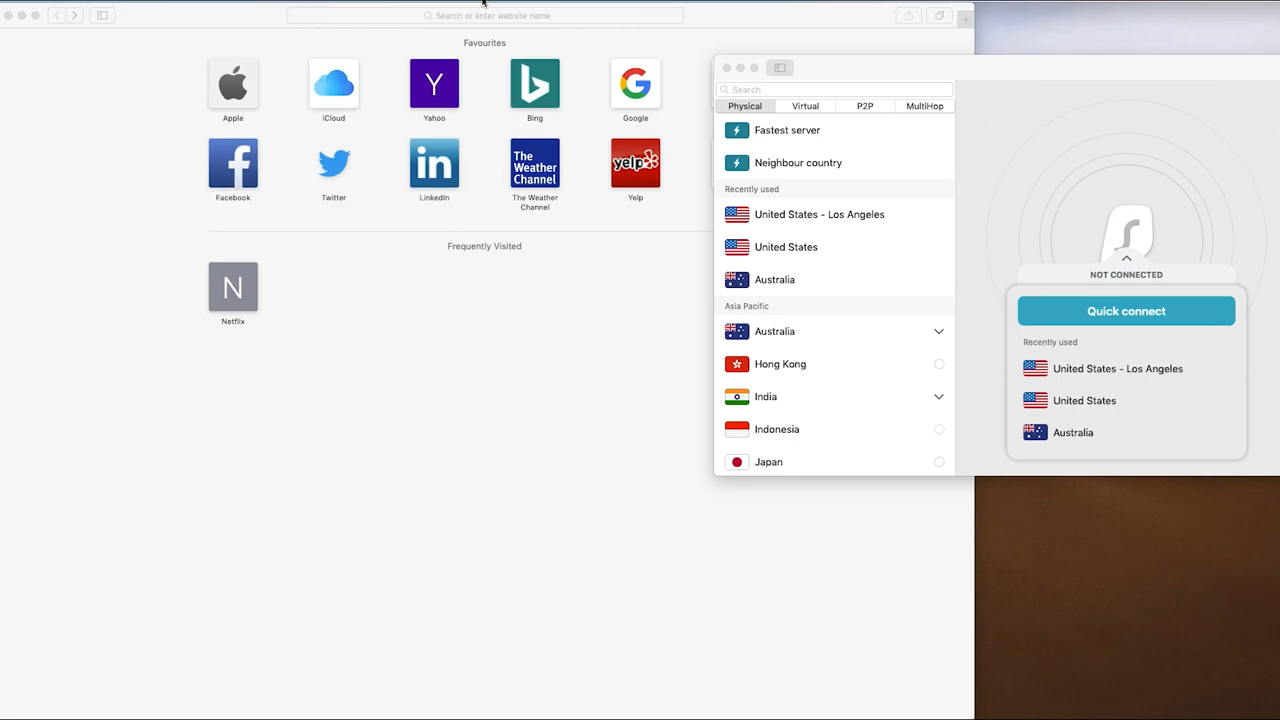 Search or enter website name
Favourites
Apple
iCloud
Y
Yahoo
b
Bing
G
Google
f
Facebook
Twitter
in
LinkedIn
The
Weather
Channel
The Weather
Channel
yelp
Yelp
Frequently Visited
N
Netflix
Search
Physical
Virtual
P2P
MultiHop
Fastest server
Neighbour country
Recently used
United States - Los Angeles
United States
Australia
Asia Pacific
Australia
Hong Kong
India
Indonesia
Japan
NOT CONNECTED
Quick connect
Recently used
United States - Los Angeles
United States
Australia